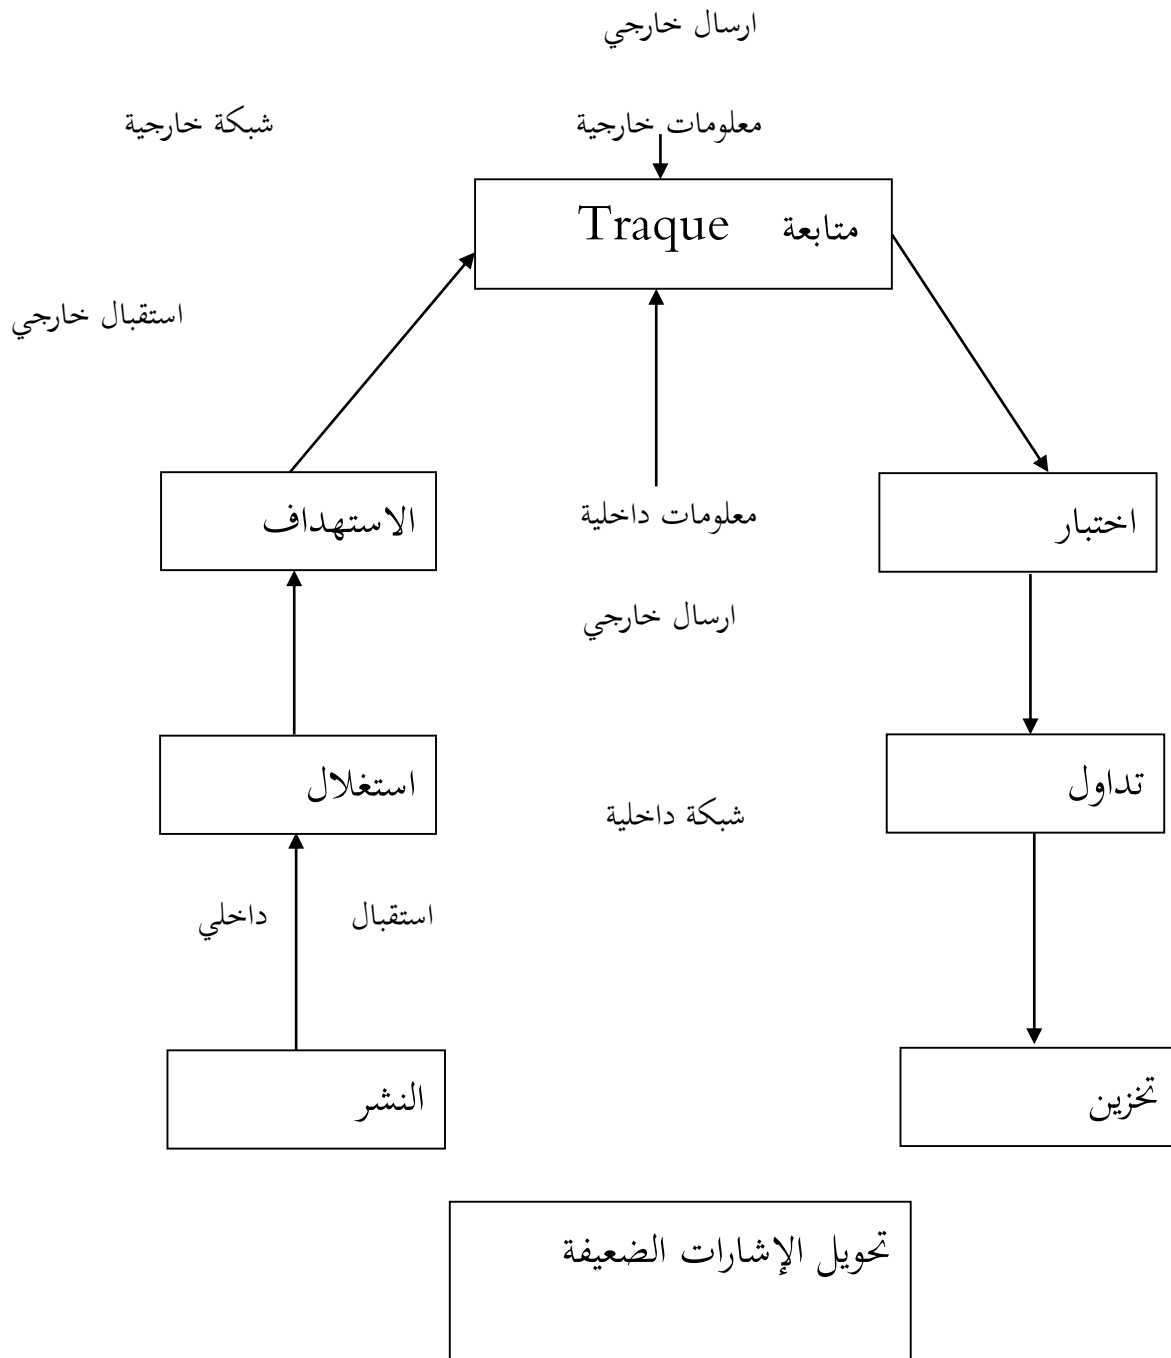 ارسال خارجي
معلومات خارجية
شبكة خارجية
متابعة Traque
استقبال خارجي
اختبار
معلومات داخلية
الاستهداف
ارسال خارجي
تداول
شبكة داخلية
استغلال
استقبال داخلي
تخزين
النشر
تحويل الإشارات الضعيفة